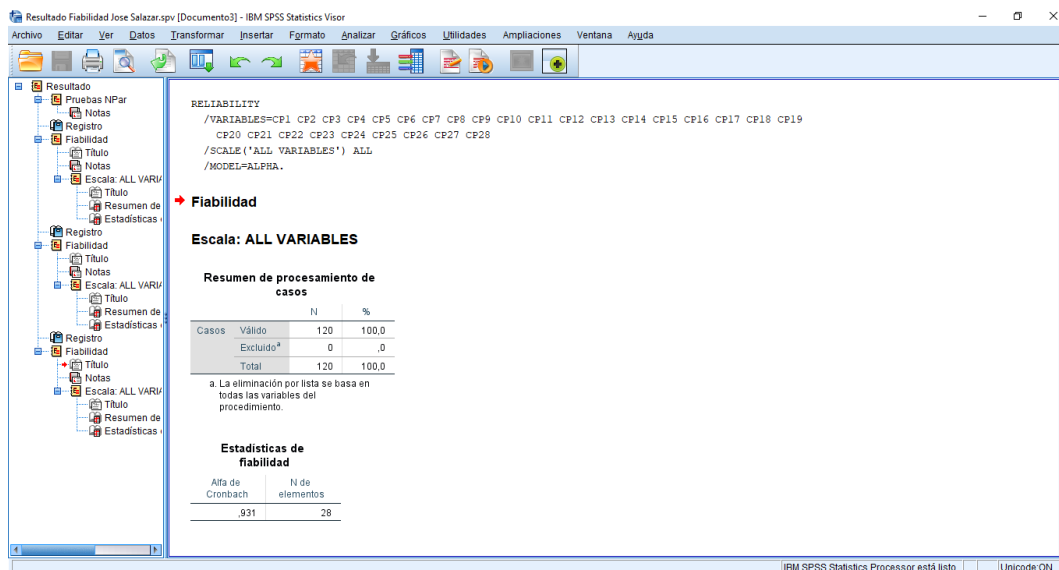 Resultado Fiabilidad Jose Salazar.spv [Documento3] - IBM SPSS Statistics Visor
Archivo Editar Ver Datos Transformar Insertar Formato Analizar Gráficos Utilidades Ampliaciones Ventana Ayuda
Resultado
Pruebas NPar
Notas
Registro
Fiabilidad
Título
Notas
Escala: ALL VARI
Título
Resumen de
Estadísticas
Registro
Fiabilidad
Título
Notas
Escala: ALL VARI
Título
Resumen de
Estadísticas
Registro
Fiabilidad
Título
Notas
Escala: ALL VARI
Título
Resumen de
Estadísticas
RELIABILITY
/VARIABLES=CP1 CP2 CP3 CP4 CP5 CP6 CP7 CP8 CP9 CP10 CP11 CP12 CP13 CP14 CP15 CP16 CP17 CP18 CP19
CP20 CP21 CP22 CP23 CP24 CP25 CP26 CP27 CP28
/SCALE('ALL VARIABLES') ALL
/MODEL=ALPHA.
Fiabilidad
Escala: ALL VARIABLES
Resumen de procesamiento de
casos
N %
Casos Válido 120 100,0
Excluido a 0 ,0
Total 120 100,0
a. La eliminación por lista se basa en
todas las variables del
procedimiento.
Estadísticas de
fiabilidad
Alfa de N de
Cronbach elementos
,931 28
IBM SPSS Statistics Processor está listo Unicode:ON